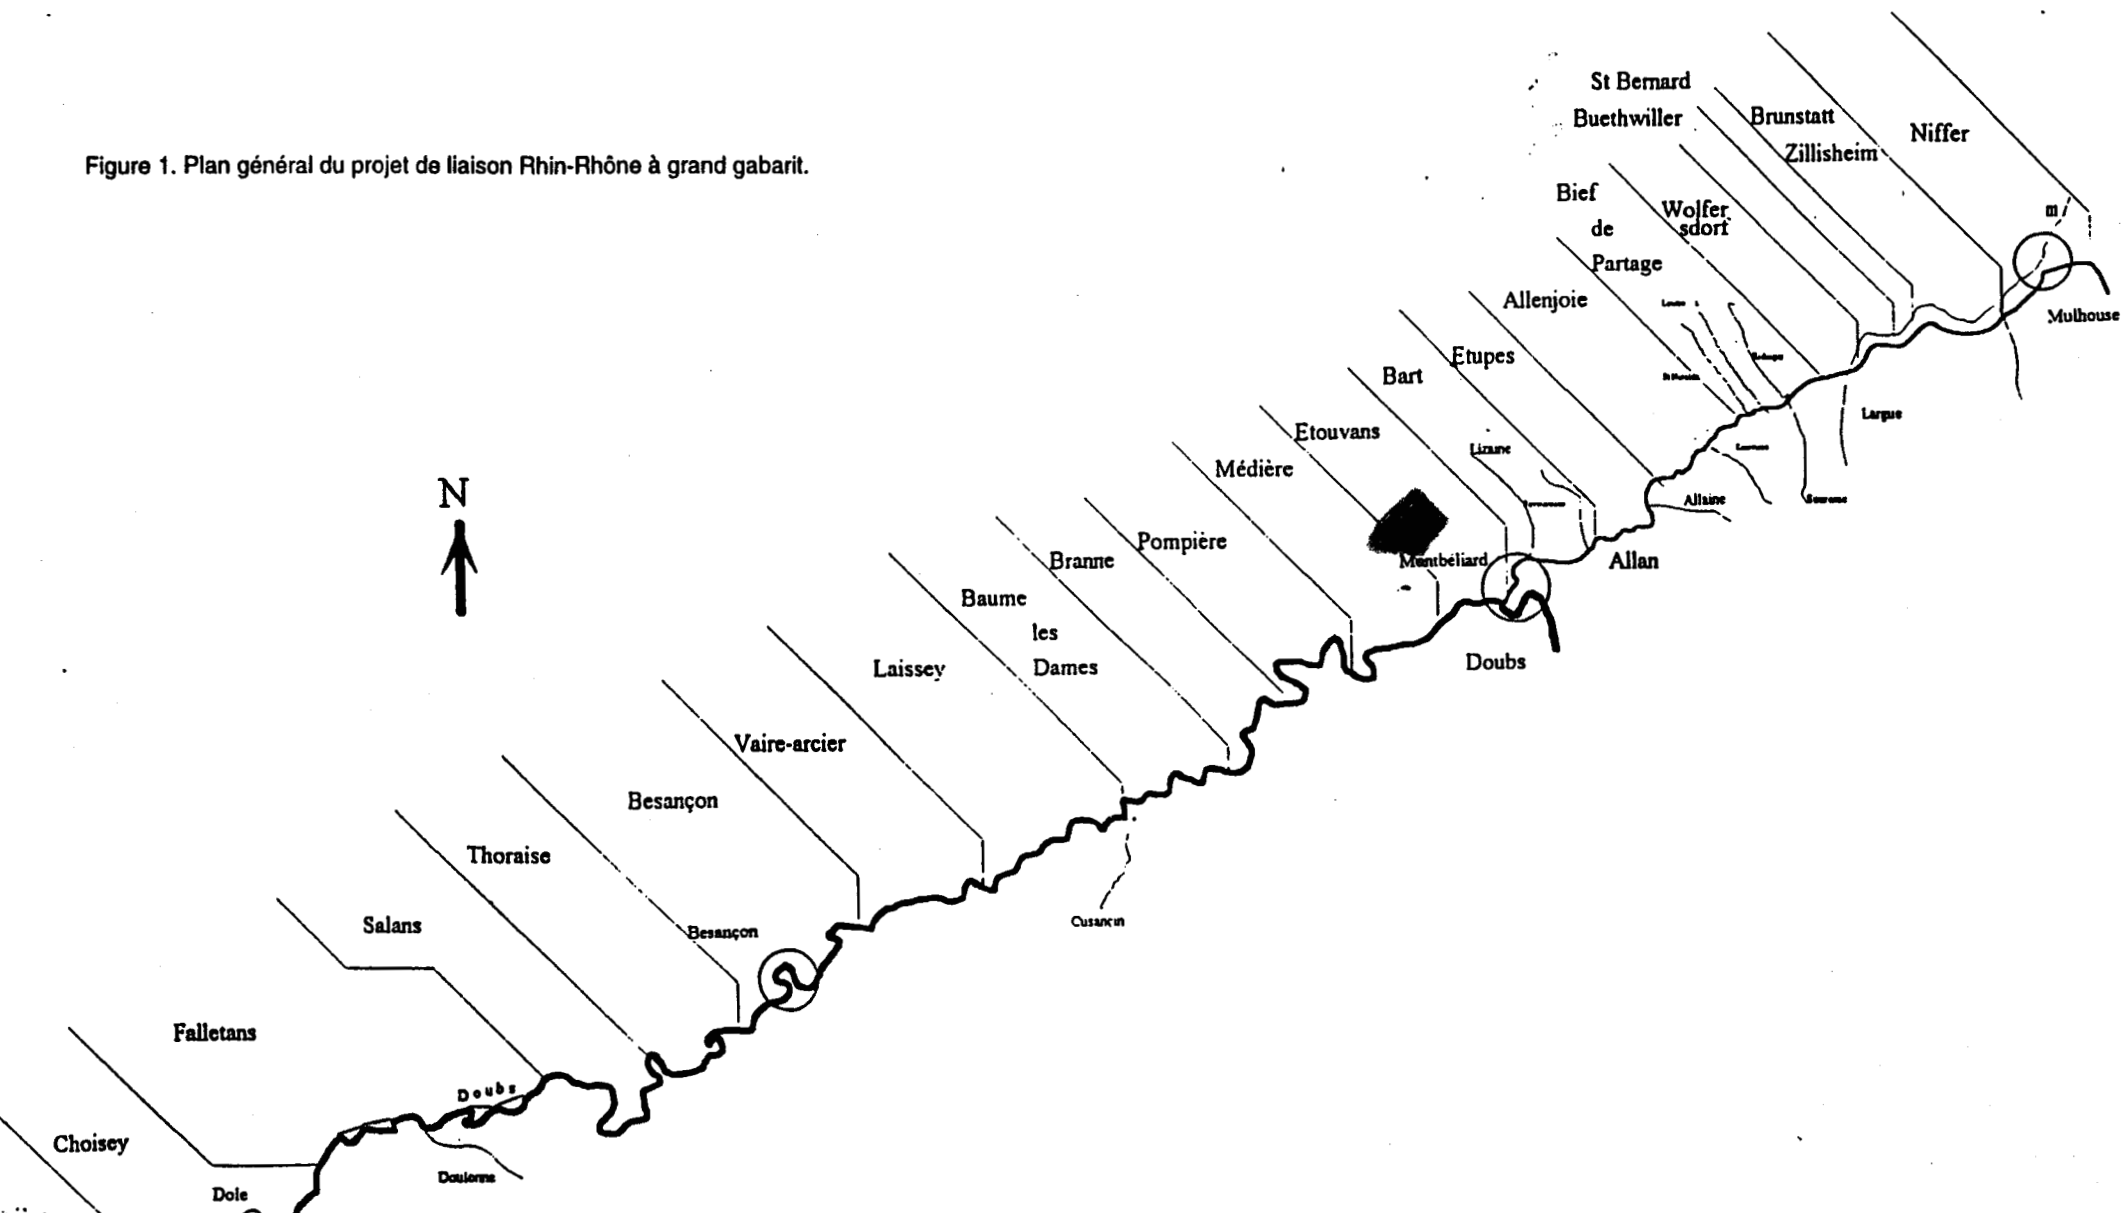 St Bernard
Buethwiller
Brunstatt
Niffer
Zillisheim
Figure 1. Plan général du projet de liaison Rhin-Rhône à grand gabarit.
Bief
de
Partage
Wolfer
sdorf
Allenjoie
Mulhouse
Etupes
Bart
Largue
Etouvans
Lizaine
Médière
N
Allaine
Pompière
Branne
Montbéliard
Allan
Baume
les
Dames
Doubs
Laissey
Vaire-arcier
Besançon
Thoraise
Cusancin
Salans
Besançon
Falletans
Doubs
Choisey
Doulonne
Dole